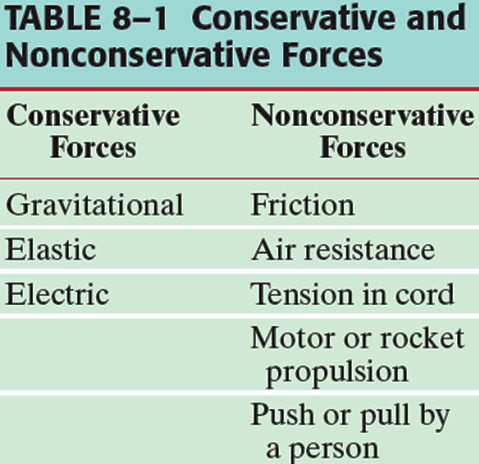 TABLE 8–1 Conservative and
Nonconservative Forces
Conservative Forces
Nonconservative Forces
Gravitational
Friction
Elastic
Air resistance
Electric
Tension in cord
Motor or rocket
propulsion
Push or pull by
a person